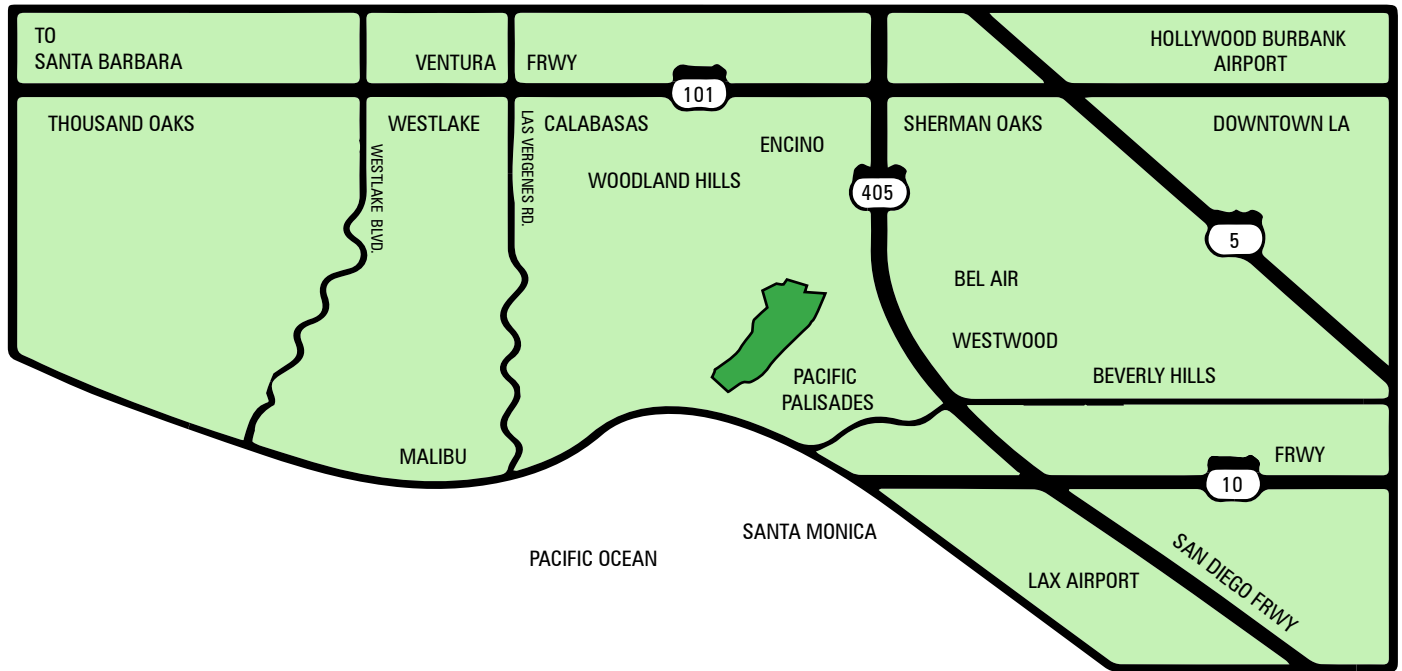 TO
SANTA BARBARA
VENTURA FRWY
HOLLYWOOD BURBANK
AIRPORT
101
THOUSAND OAKS
WESTLAKE
CALABASAS
ENCINO
SHERMAN OAKS
DOWNTOWN LA
WESTLAKE BLVD.
LAS VERGENES RD.
WOODLAND HILLS
405
5
BEL AIR
WESTWOOD
PACIFIC
PALISADES
BEVERLY HILLS
MALIBU
FRWY
10
SANTA MONICA
PACIFIC OCEAN
LAX AIRPORT
SAN DIEGO FRWY